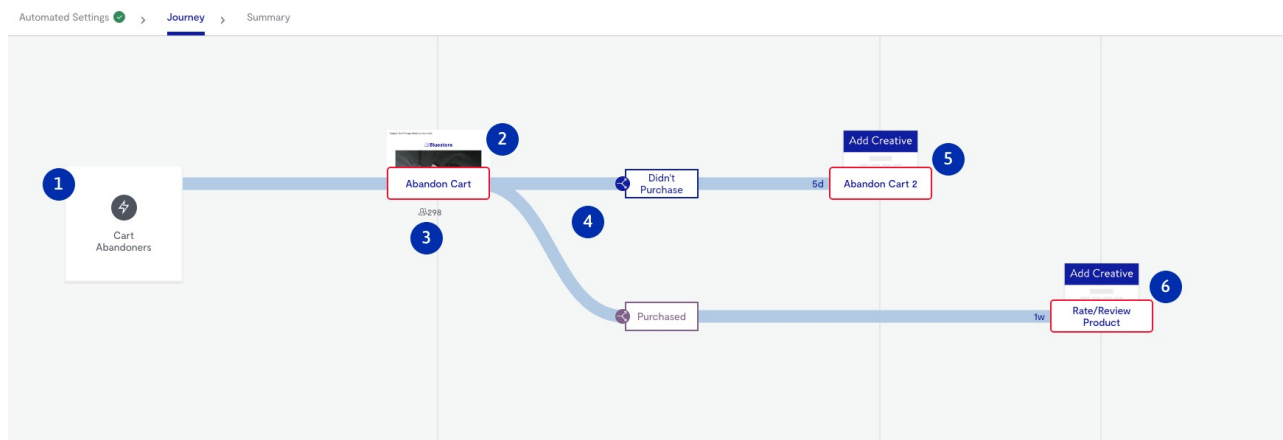 Automated Settings > Journey > Summary
2
Bluestore
Add Creative
5
1
Abandon Cart
Didn't
Purchase
5d
Abandon Cart 2
298
3
4
Cart
Abandoners
Add Creative
6
Purchased
1w
Rate/Review
Product